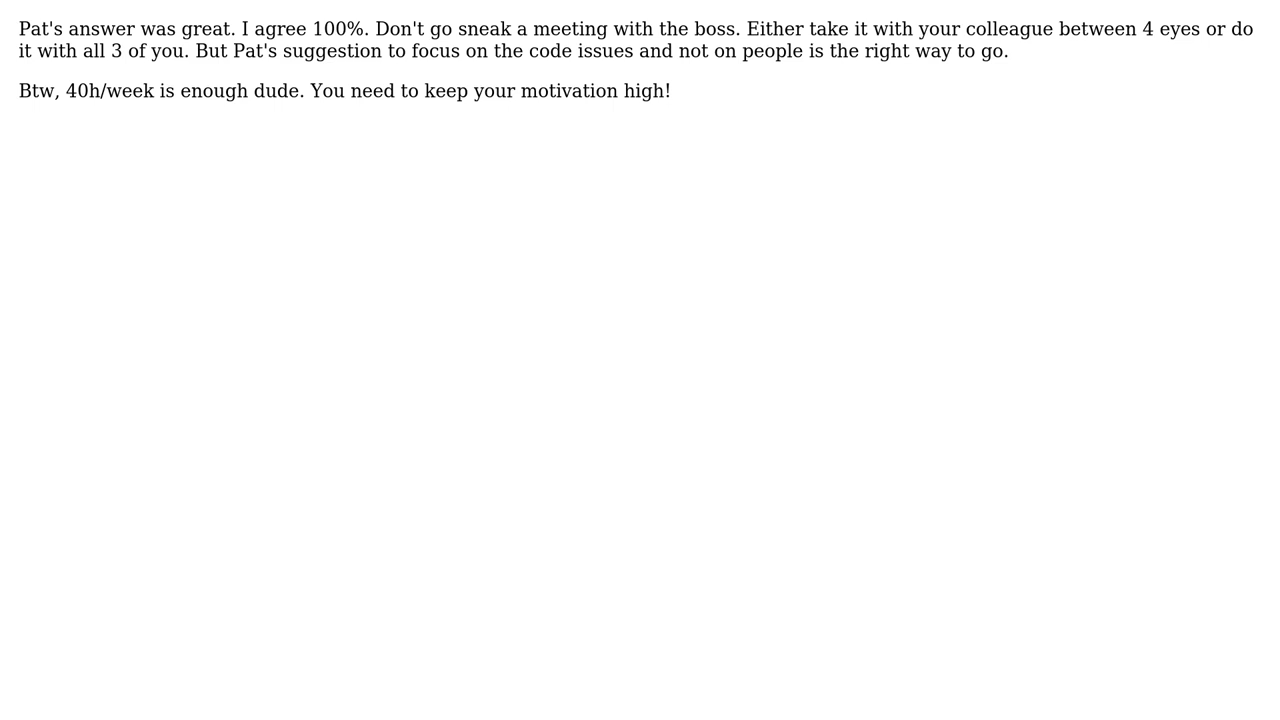 Pat's answer was great. I agree 100%. Don't go sneak a meeting with the boss. Either take it with your colleague between 4 eyes or do
it with all 3 of you. But Pat's suggestion to focus on the code issues and not on people is the right way to go.
Btw, 40h/week is enough dude. You need to keep your motivation high!